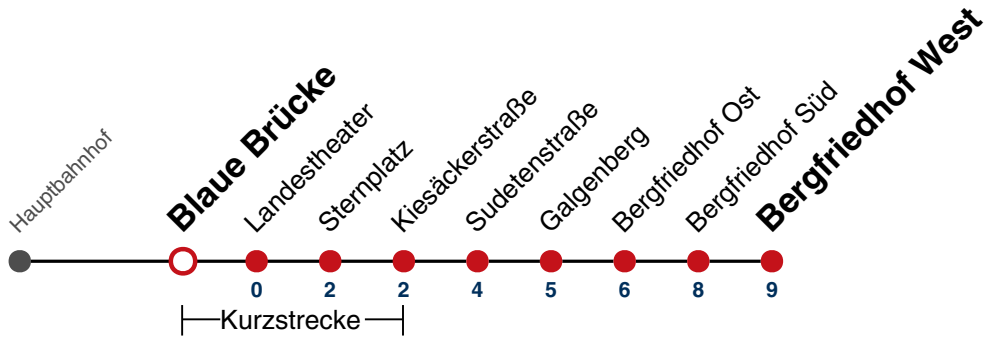 Hauptbahnhof
Blaue Brücke
Landestheater
Sternplatz
Kiesäckerstraße
Sudetenstraße
Galgenberg
Bergfriedhof Ost
Bergfriedhof Süd
Bergfriedhof West
0 2 2 4 5 6 8 9
Kurzstrecke